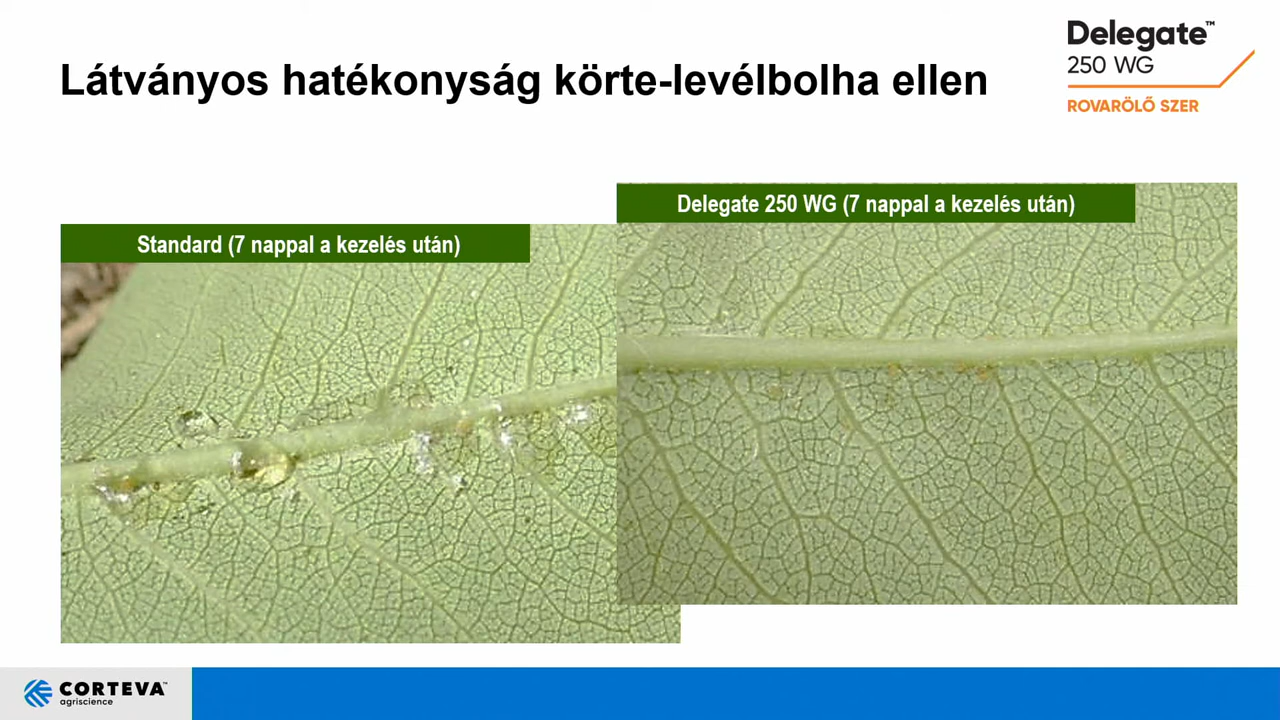 Látványos hatékonyság körte-levélbolha ellen
Delegate™
250 WG
ROVARÖLŐ SZER
Standard (7 nappal a kezelés után)
Delegate 250 WG (7 nappal a kezelés után)
CORTEVA™
agriscience